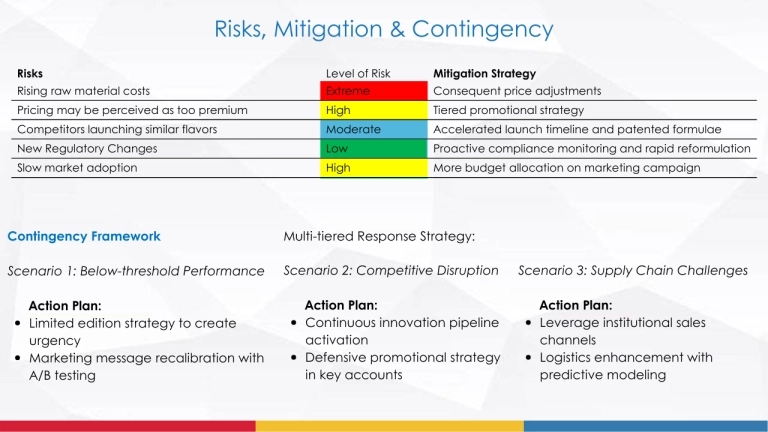 Risks, Mitigation & Contingency
Risks Level of Risk Mitigation Strategy
Rising raw material costs Extreme Consequent price adjustments
Pricing may be perceived as too premium High Tiered promotional strategy
Competitors launching similar flavors Moderate Accelerated launch timeline and patented formulae
New Regulatory Changes Low Proactive compliance monitoring and rapid reformulation
Slow market adoption High More budget allocation on marketing campaign
Contingency Framework
Multi-tiered Response Strategy:
Scenario 1: Below-threshold Performance
Action Plan:
• Limited edition strategy to create
urgency
• Marketing message recalibration with
A/B testing
Scenario 2: Competitive Disruption
Action Plan:
• Continuous innovation pipeline
activation
• Defensive promotional strategy
in key accounts
Scenario 3: Supply Chain Challenges
Action Plan:
• Leverage institutional sales
channels
• Logistics enhancement with
predictive modeling